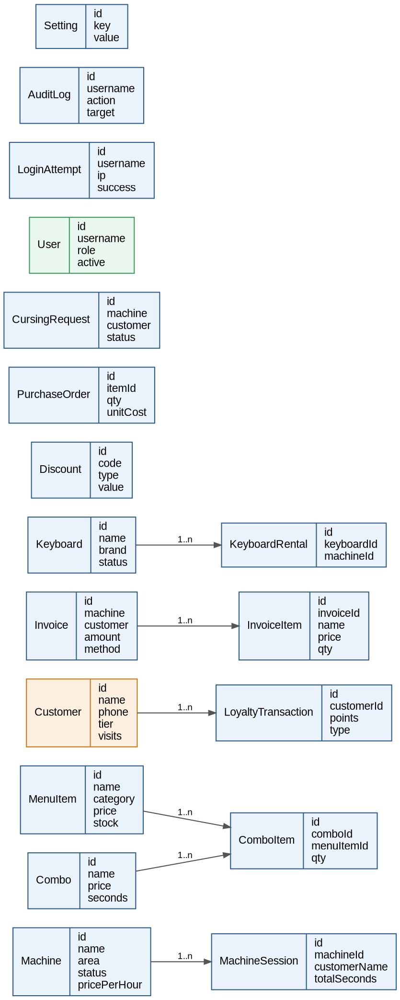 Setting
id
key
value
AuditLog
id
username
action
target
LoginAttempt
id
username
ip
success
User
id
username
role
active
CursingRequest
id
machine
customer
status
PurchaseOrder
id
itemId
qty
unitCost
Discount
id
code
type
value
Keyboard
id
name
brand
status
1..n
KeyboardRental
id
keyboardId
machineId
Invoice
id
machine
customer
amount
method
1..n
InvoiceItem
id
invoiceId
name
price
qty
Customer
id
name
phone
tier
visits
1..n
LoyaltyTransaction
id
customerId
points
type
MenuItem
id
name
category
price
stock
1..n
ComboItem
id
comboId
menuItemId
qty
Combo
id
name
price
seconds
1..n
Machine
id
name
area
status
pricePerHour
1..n
MachineSession
id
machineId
customerName
totalSeconds